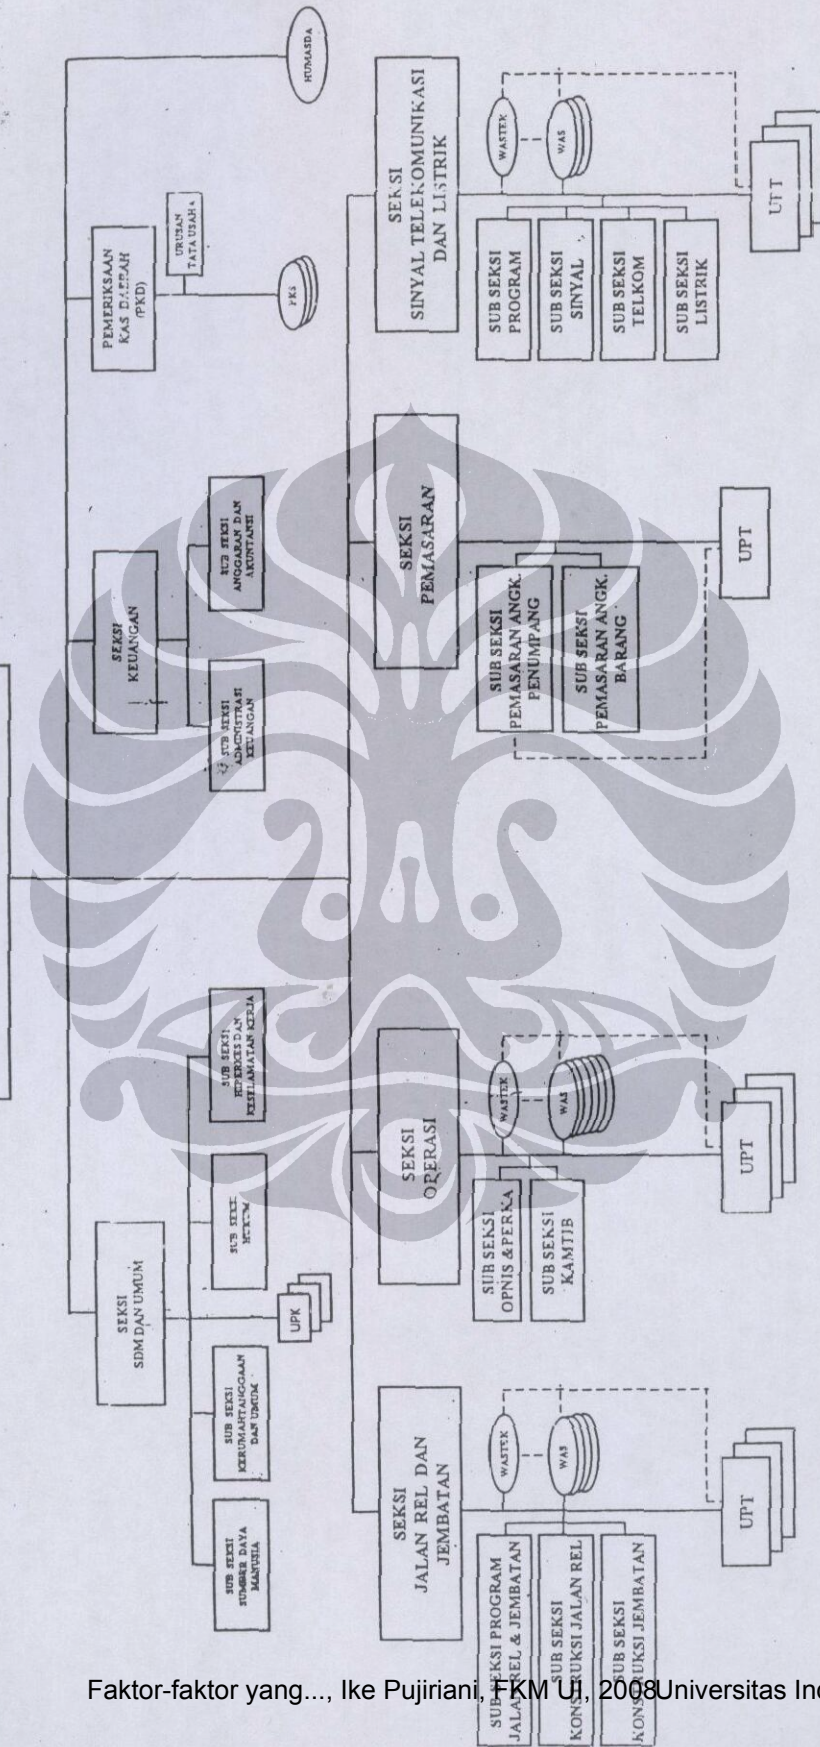 SEKSI
SDM DAN UMUM
SUB SEKSI
SUMBER DAYA
MANUSIA
SUB SEKSI
KERUMAHTANGGAAN
DAN UMUM
UPK
HUKUM
SUB SEKSI
HIPERKES DAN
KESELAMATAN KERJA
SEKSI
KEUANGAN
SUB SEKSI
ADMINISTRASI
KEUANGAN
SUB SEKSI
ANGGARAN DAN
AKUNTANSI
PEMERIKSAAN
KAS DAERAH
(PKD)
URUSAN
TATA USAHA
PKS
HUMASDA
SEKSI
JALAN REL DAN
JEMBATAN
SUB SEKSI PROGRAM
JALAN REL & JEMBATAN
SUB SEKSI
KONSTRUKSI JALAN REL
SUB SEKSI
KONSTRUKSI JEMBATAN
WASTEK
WAS
UPT
SEKSI
OPERASI
SUB SEKSI
OPNIS & PERKA
SUB SEKSI
KAMTIB
WASTEK
WAS
UPT
SEKSI
PEMASARAN
SUB SEKSI
PEMASARAN ANGK.
PENUMPANG
SUB SEKSI
PEMASARAN ANGK.
BARANG
UPT
SEKSI
SINYAL TELEKOMUNIKASI
DAN LISTRIK
SUB SEKSI
PROGRAM
SUB SEKSI
SINYAL
SUB SEKSI
TELKOM
SUB SEKSI
LISTRIK
WASTEK
WAS
Faktor-faktor yang..., Ike Pujiriani, FKM UI, 2008 Universitas